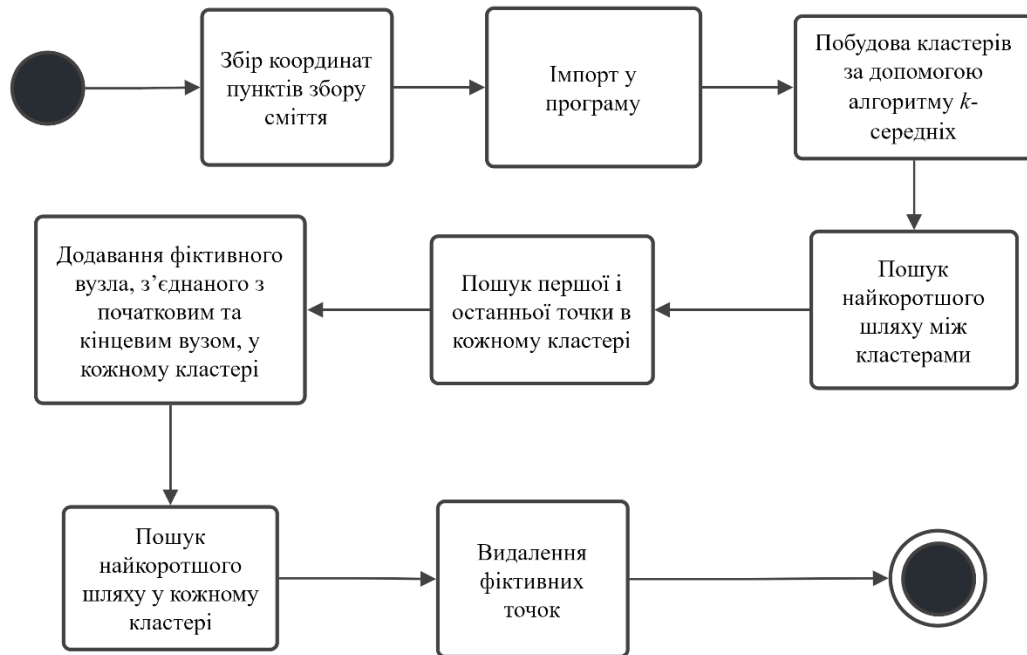 Збір координат
пунктів збору
сміття
Імпорт у
програму
Побудова кластерів
за допомогою
алгоритму k-
середніх
Пошук
найкоротшого
шляху між
кластерами
Пошук першої і
останньої точки в
кожному кластері
Додавання фіктивного
вузла, з’єднаного з
початковим та
кінцевим вузом, у
кожному кластері
Пошук
найкоротшого
шляху у кожному
кластері
Видалення
фіктивних
точок